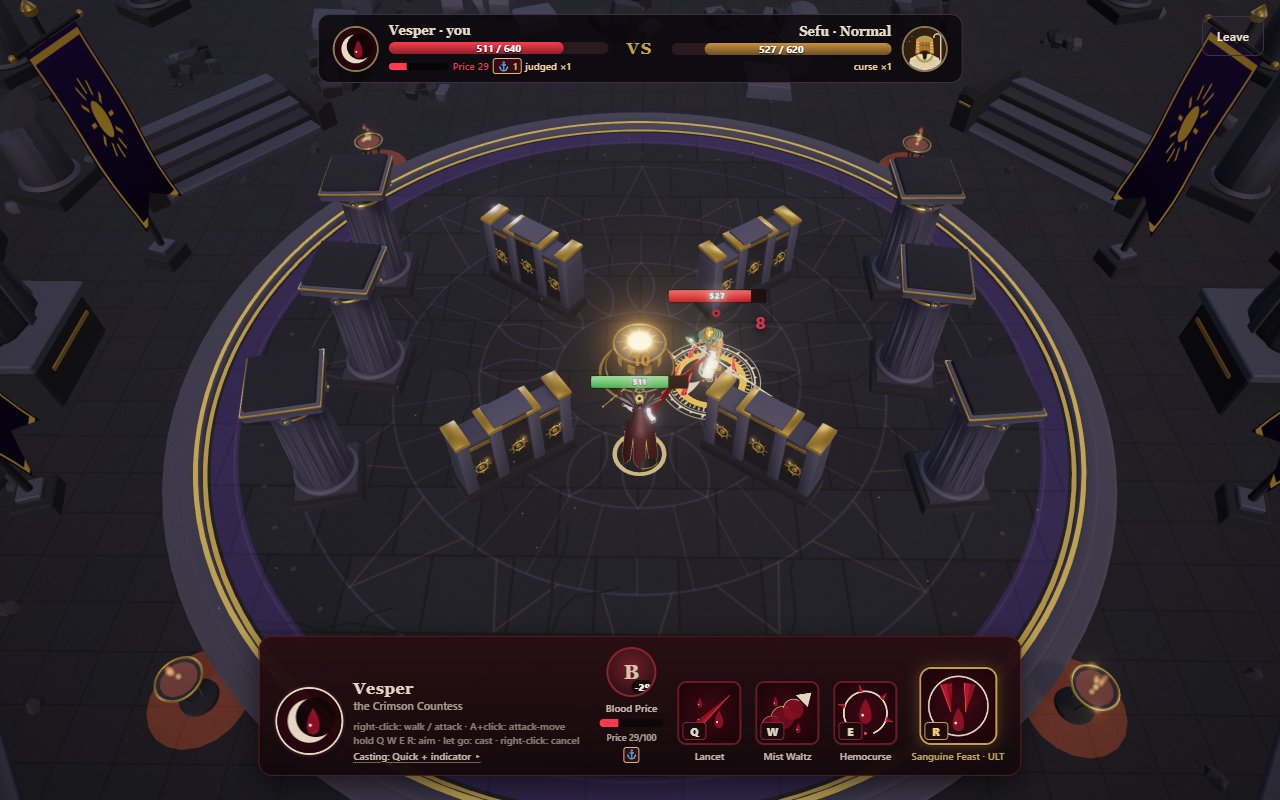 Vesper · you
511 / 640
Price 29
1
judged ×1
VS
Sefu · Normal
527 / 620
curse ×1
Leave
527
8
511
Vesper
the Crimson Countess
right-click: walk / attack · A+click: attack-move
hold Q W E R: aim · let go: cast · right-click: cancel
Casting: Quick + indicator
B
Blood Price
Price 29/100
Q
Lancet
W
Mist Waltz
E
Hemocurse
R
Sanguine Feast · ULT